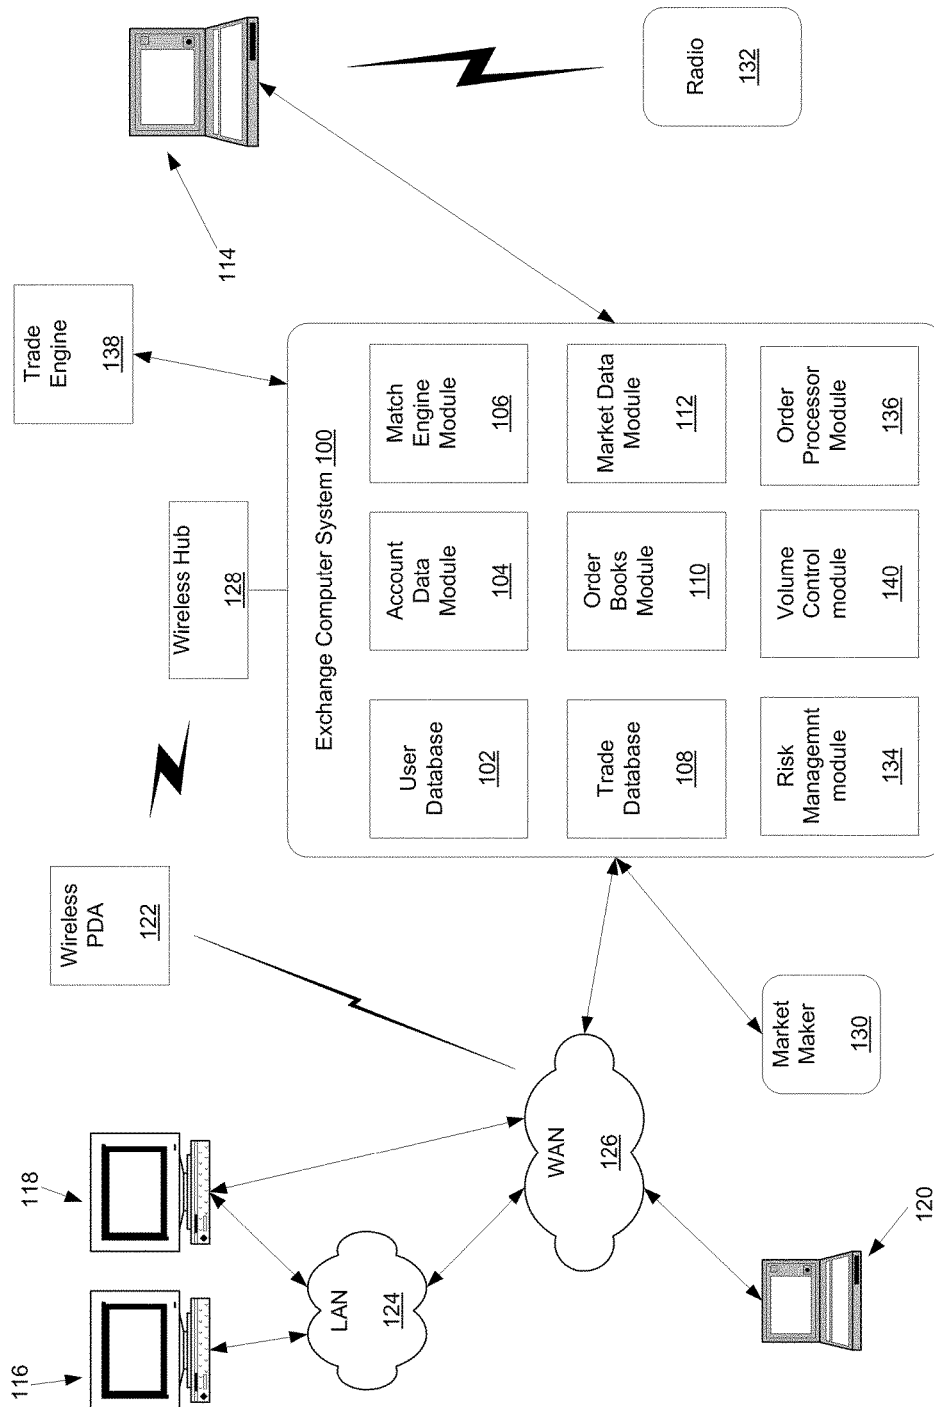 116
118
Wireless
PDA
122
Wireless Hub
128
Trade
Engine
138
114
Exchange Computer System 100
User
Database
102
Account
Data
Module
104
Match
Engine
Module
106
LAN
124
WAN
126
Trade
Database
108
Order
Books
Module
110
Market Data
Module
112
Radio
132
Market
Maker
130
Risk
Managemnt
module
134
Volume
Control
module
140
Order
Processor
Module
136
120